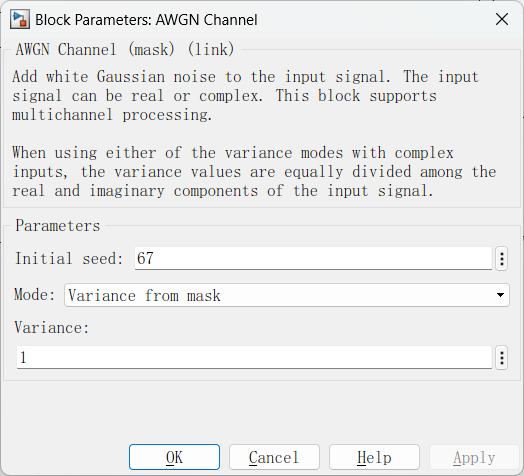 Block Parameters: AWGN Channel
AWGN Channel (mask) (link)
Add white Gaussian noise to the input signal. The input
signal can be real or complex. This block supports
multichannel processing.
When using either of the variance modes with complex
inputs, the variance values are equally divided among the
real and imaginary components of the input signal.
Parameters
Initial seed: 67
Mode: Variance from mask
Variance:
1
OK Cancel Help Apply